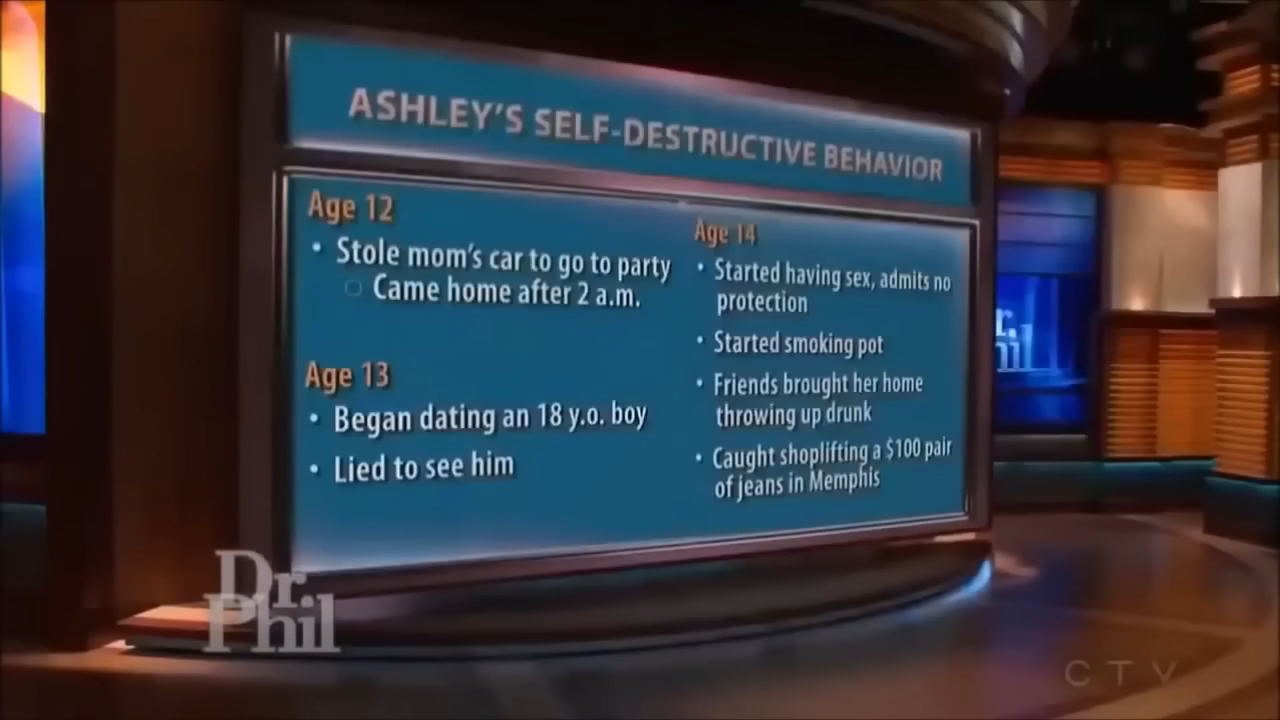 ASHLEY'S SELF-DESTRUCTIVE BEHAVIOR
Age 12
• Stole mom's car to go to party
Came home after 2 a.m.
Age 13
• Began dating an 18 y.o. boy
• Lied to see him
Age 14
• Started having sex, admits no
protection
• Started smoking pot
• Friends brought her home
throwing up drunk
• Caught shoplifting a $100 pair
of jeans in Memphis
Dr.
Phil
Dr.
Phil
CTV